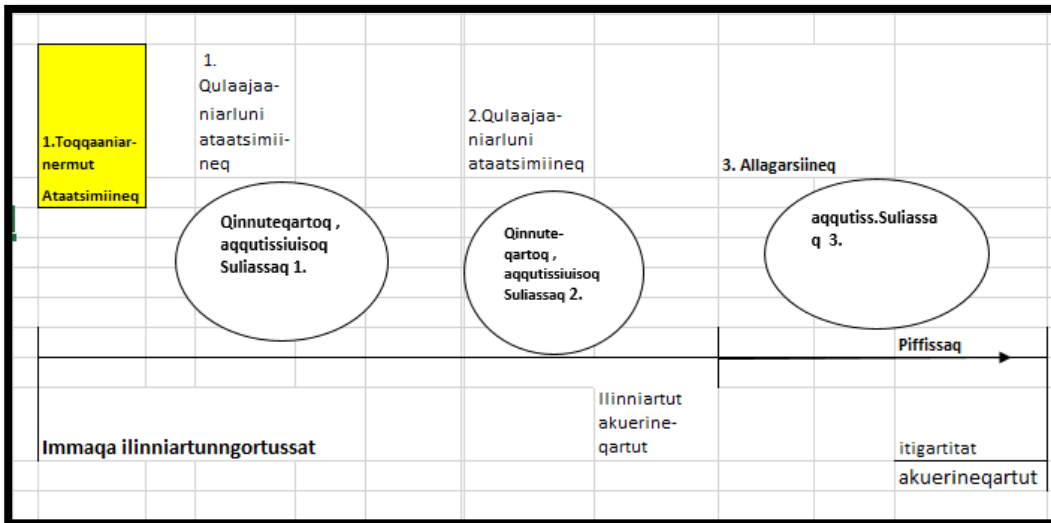 1.Toqqaaniar-
nermut
Ataatsimiineq
1.
Qulaajaa-
niarluni
ataatsimii-
neq
2.Qulaajaa-
niarluni
ataatsimiineq
3. Allagarsiineq
Qinnuteqartoq ,
aqqutissiuisoq
Suliassaq 1.
Qinnute-
qartoq ,
aqqutissiuisoq
Suliassaq 2.
aqqutiss.Suliassa
q 3.
Piffissaq
Immaqa ilinniartunngortussat
Ilinniartut
akuerine-
qartut
itigartitat
akuerineqartut